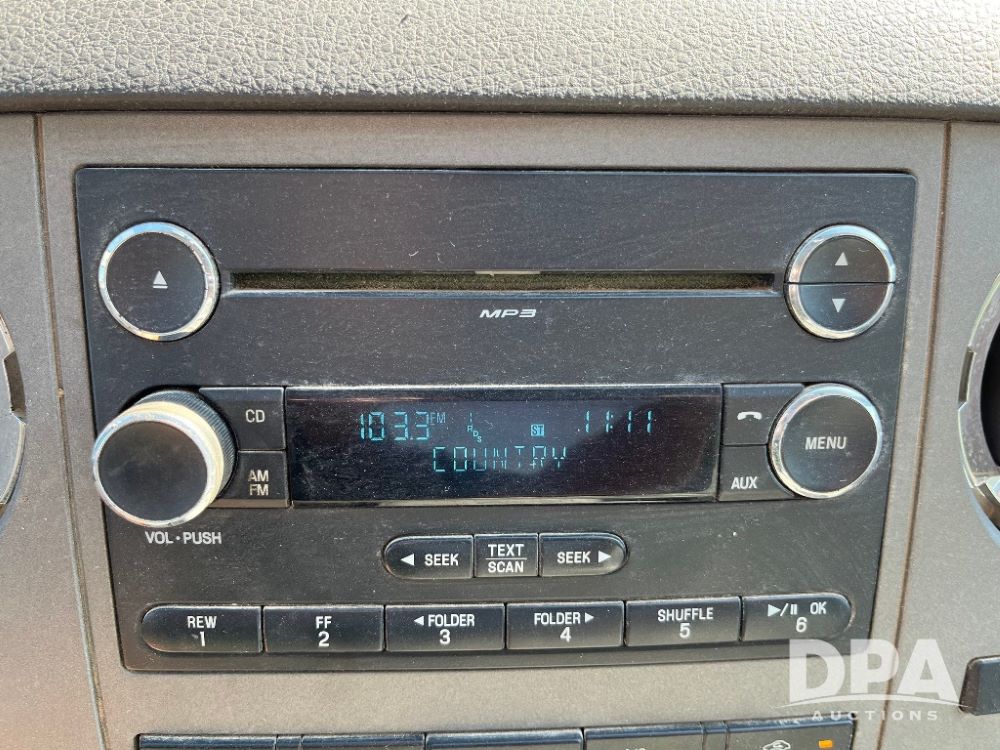 MP3
CD
103.3 FM RDS ST 11:11
COUNTRY
AM
FM
AUX
MENU
VOL•PUSH
◄ SEEK
TEXT
SCAN
SEEK ►
REW
1
FF
2
◄ FOLDER
3
FOLDER ►
4
SHUFFLE
5
►/II OK
6
DPA
AUCTIONS